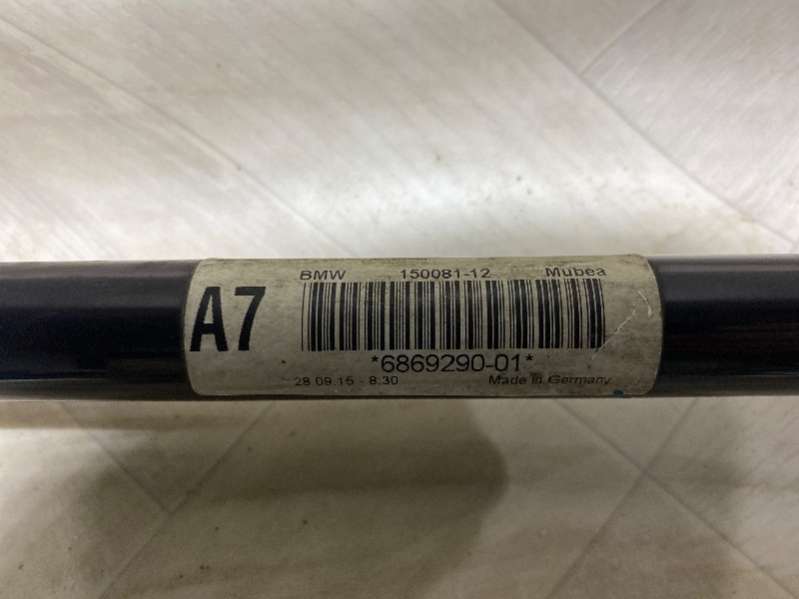 BMW 150081-12 Mubea
A7
*6869290-01*
28 09.15 - 8:30 Made in Germany